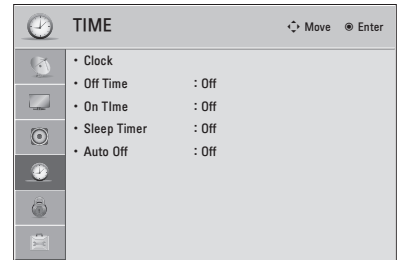 TIME Move Enter
• Clock
• Off Time : Off
• On TIme : Off
• Sleep Timer : Off
• Auto Off : Off